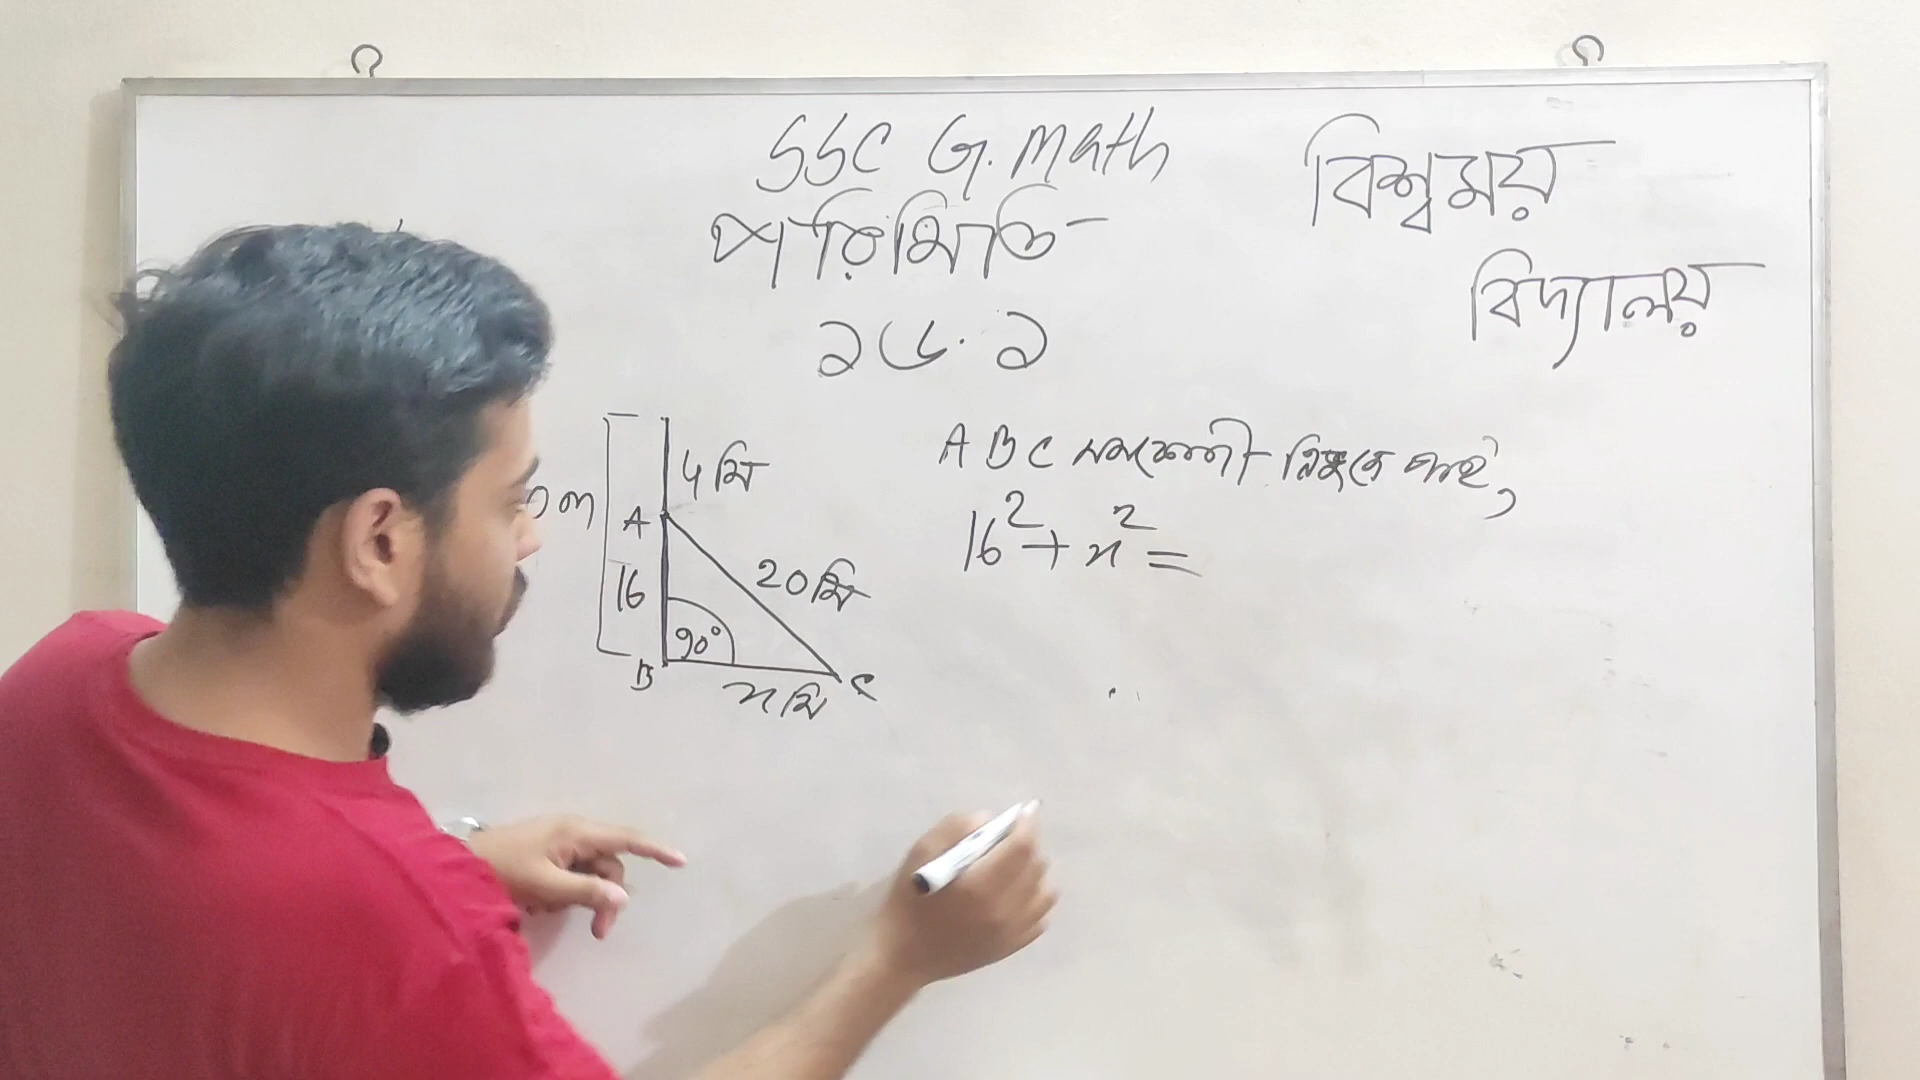 SSC G. Math
পরিমিতি
১৬.১
বিশ্বময়
বিদ্যালয়
4 মি
A
16
20 মি
90°
B
C
x মি
ABC সমকোণী ত্রিভুজে পাই,
16² + x² =